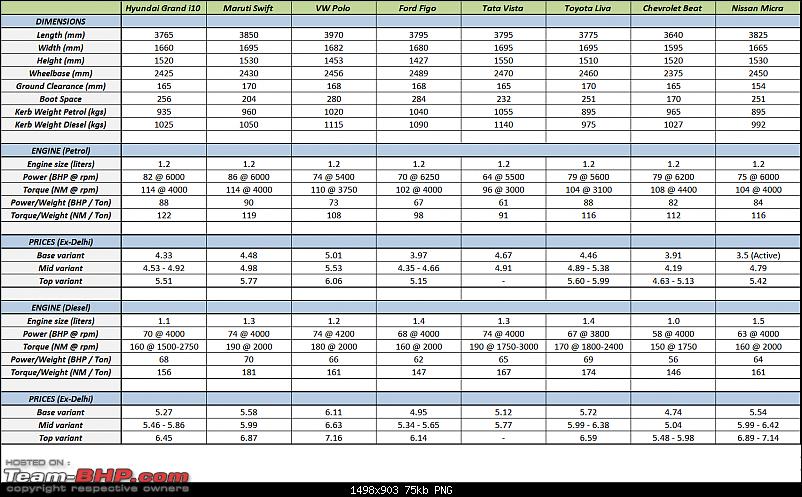 Hyundai Grand i10 Maruti Swift VW Polo Ford Figo Tata Vista Toyota Liva Chevrolet Beat Nissan Micra
DIMENSIONS
Length (mm) 3765 3850 3970 3795 3795 3775 3640 3825
Width (mm) 1660 1695 1682 1680 1695 1695 1595 1665
Height (mm) 1520 1530 1453 1427 1550 1510 1520 1530
Wheelbase (mm) 2425 2430 2456 2489 2470 2460 2375 2450
Ground Clearance (mm) 165 170 168 168 165 170 165 154
Boot Space 256 204 280 284 232 251 170 251
Kerb Weight Petrol (kgs) 935 960 1020 1040 1055 895 965 895
Kerb Weight Diesel (kgs) 1025 1050 1115 1090 1140 975 1027 992
ENGINE (Petrol)
Engine size (liters) 1.2 1.2 1.2 1.2 1.2 1.2 1.2 1.2
Power (BHP @ rpm) 82 @ 6000 86 @ 6000 74 @ 5400 70 @ 6250 64 @ 5500 79 @ 5600 79 @ 6200 75 @ 6000
Torque (NM @ rpm) 114 @ 4000 114 @ 4000 110 @ 3750 102 @ 4000 96 @ 3000 104 @ 3100 108 @ 4400 104 @ 4000
Power/Weight (BHP / Ton) 88 90 73 67 61 88 82 84
Torque/Weight (NM / Ton) 122 119 108 98 91 116 112 116
PRICES (Ex-Delhi)
Base variant 4.33 4.48 5.01 3.97 4.67 4.46 3.91 3.5 (Active)
Mid variant 4.53 - 4.92 4.98 5.53 4.35 - 4.66 4.91 4.89 - 5.38 4.19 4.79
Top variant 5.51 5.77 6.06 5.15 - 5.60 - 5.99 4.63 - 5.13 5.42
ENGINE (Diesel)
Engine size (liters) 1.1 1.3 1.2 1.4 1.3 1.4 1.0 1.5
Power (BHP @ rpm) 70 @ 4000 74 @ 4000 74 @ 4200 68 @ 4000 74 @ 4000 67 @ 3800 58 @ 4000 63 @ 4000
Torque (NM @ rpm) 160 @ 1500-2750 190 @ 2000 180 @ 2000 160 @ 2000 190 @ 1750-3000 170 @ 1800-2400 150 @ 1750 160 @ 2000
Power/Weight (BHP / Ton) 68 70 66 62 65 69 56 64
Torque/Weight (NM / Ton) 156 181 161 147 167 174 146 161
PRICES (Ex-Delhi)
Base variant 5.27 5.58 6.11 4.95 5.12 5.72 4.74 5.54
Mid variant 5.46 - 5.86 5.99 6.63 5.34 - 5.65 5.77 5.99 - 6.38 5.04 5.99 - 6.42
Top variant 6.45 6.87 7.16 6.14 - 6.59 5.48 - 5.98 6.89 - 7.14
HOSTED ON :
Team-BHP.com
copyright respective owners
1498x903 75kb PNG